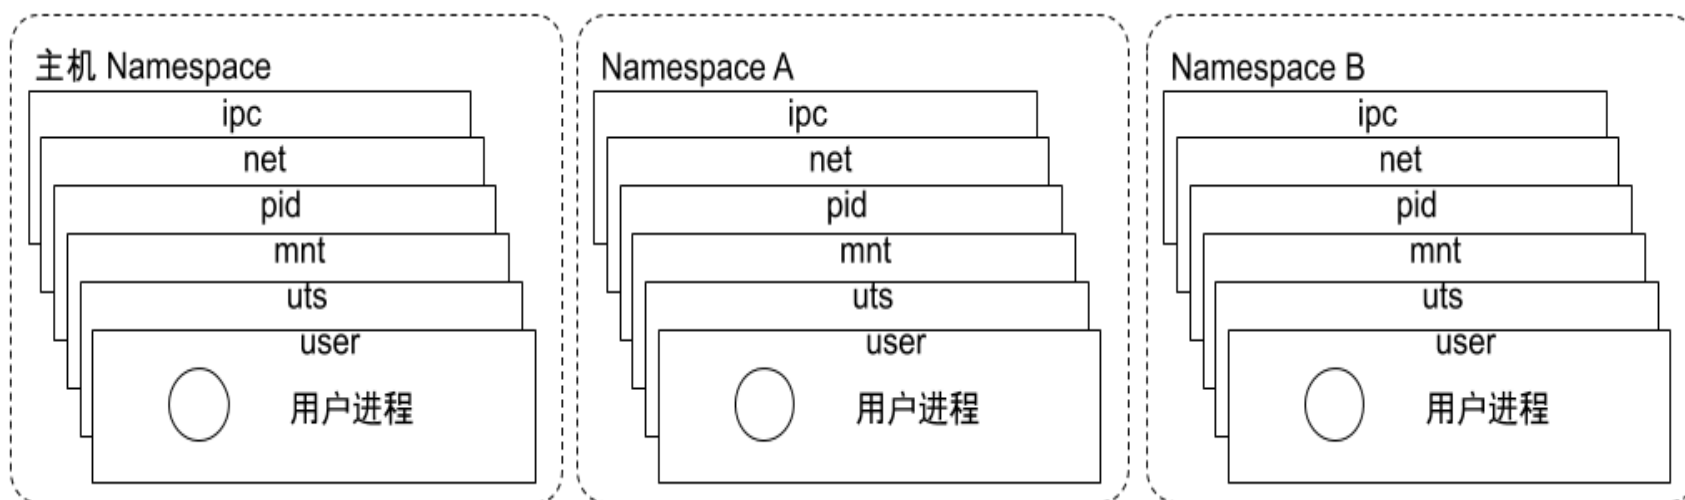 主机 Namespace
ipc
net
pid
mnt
uts
user
用户进程
Namespace A
ipc
net
pid
mnt
uts
user
用户进程
Namespace B
ipc
net
pid
mnt
uts
user
用户进程